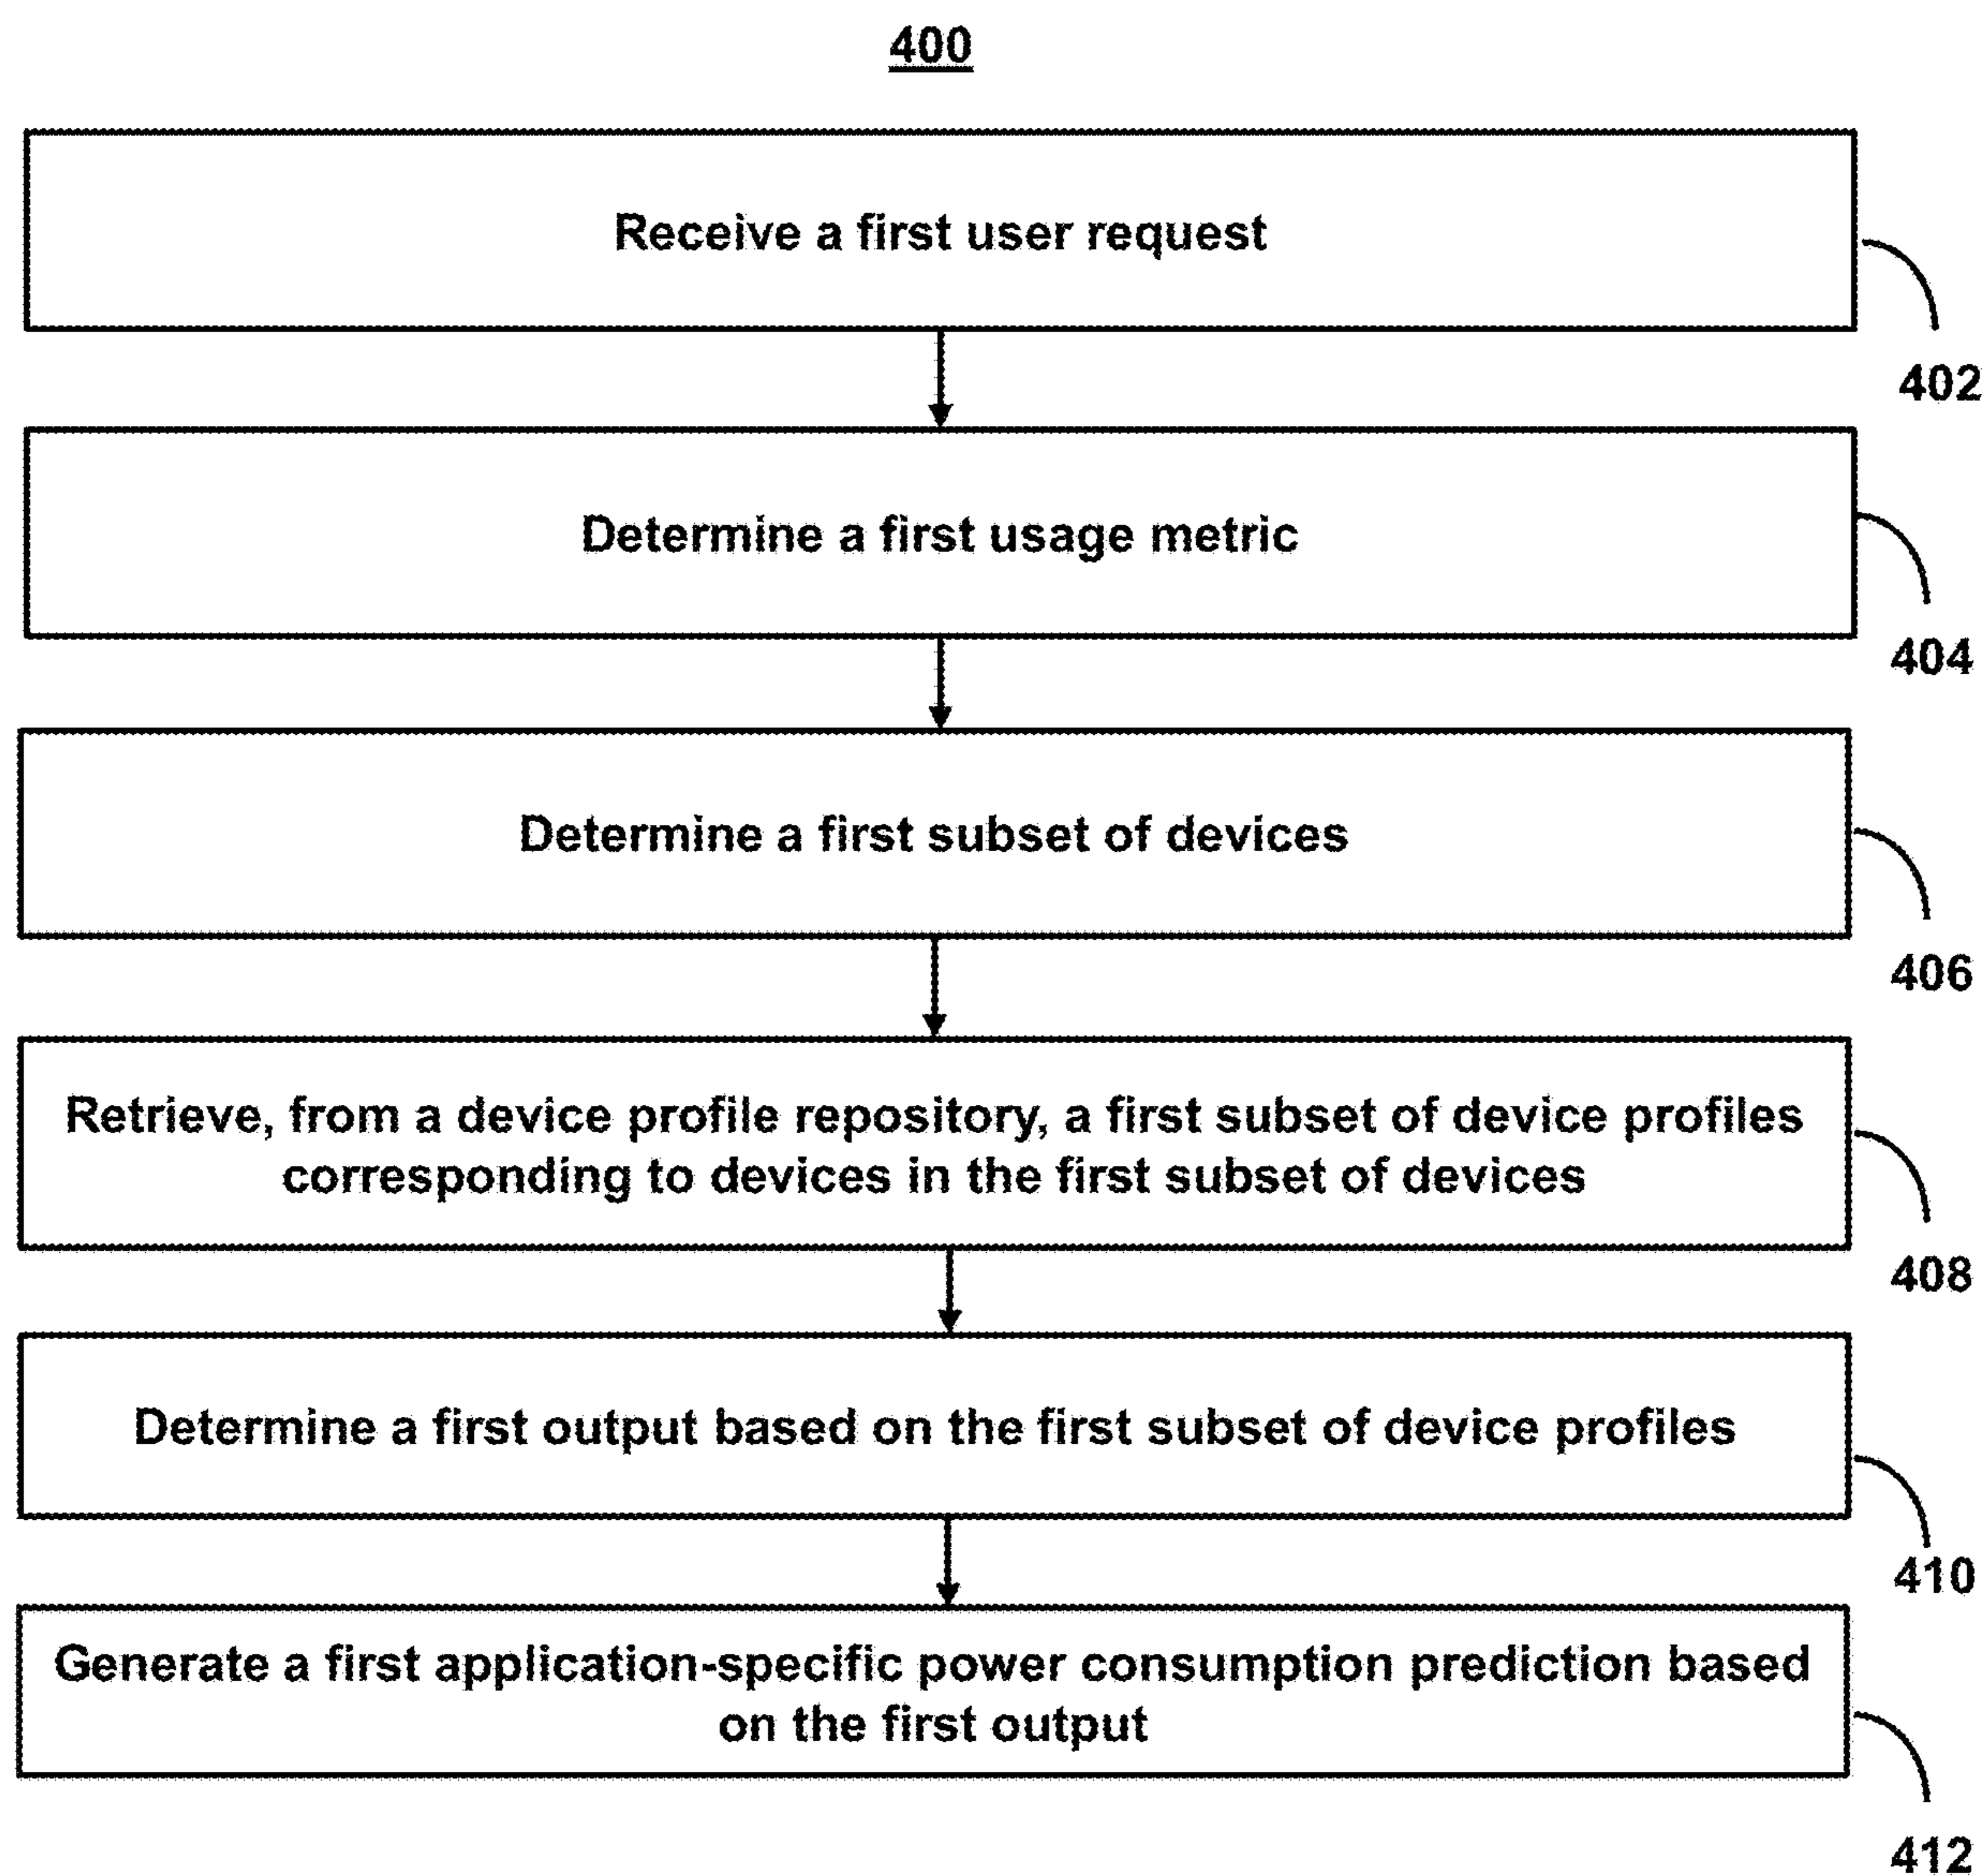 400
Receive a first user request
402
Determine a first usage metric
404
Determine a first subset of devices
406
Retrieve, from a device profile repository, a first subset of device profiles
corresponding to devices in the first subset of devices
408
Determine a first output based on the first subset of device profiles
410
Generate a first application-specific power consumption prediction based
on the first output
412